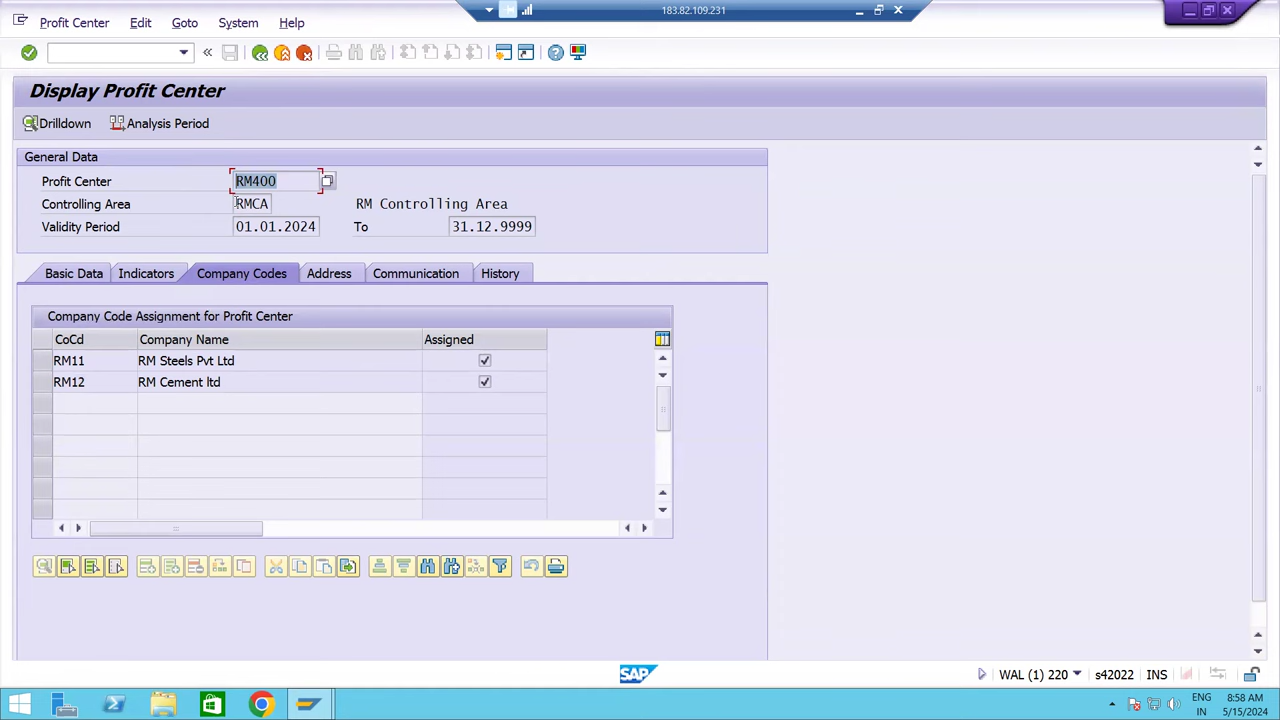 183.82.109.231
Profit Center Edit Goto System Help
Display Profit Center
Drilldown Analysis Period
General Data
Profit Center RM400
Controlling Area RMCA RM Controlling Area
Validity Period 01.01.2024 To 31.12.9999
Basic Data Indicators Company Codes Address Communication History
Company Code Assignment for Profit Center
CoCd Company Name Assigned
RM11 RM Steels Pvt Ltd
RM12 RM Cement ltd
SAP WAL (1) 220 s42022 INS
ENG 8:58 AM
IN 5/15/2024